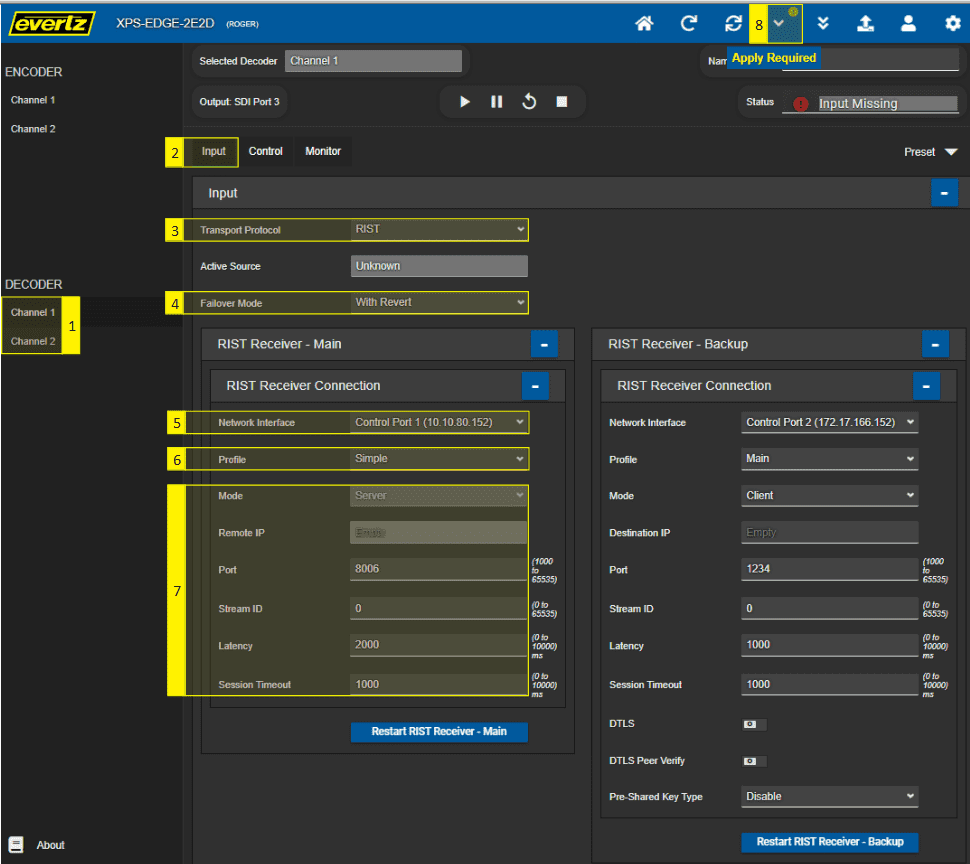 evertz XPS-EDGE-2E2D (ROGER) 8
Apply Required
ENCODER
Channel 1
Channel 2
DECODER
Channel 1
Channel 2
1
About
Selected Decoder Channel 1 Nam
Output: SDI Port 3 Status ! Input Missing
2 Input Control Monitor Preset
Input -
3 Transport Protocol RIST
Active Source Unknown
4 Failover Mode With Revert
RIST Receiver - Main -
RIST Receiver Connection -
5 Network Interface Control Port 1 (10.10.80.152)
6 Profile Simple
7
Mode Server
Remote IP Empty
Port 8006 (1000 to 65535)
Stream ID 0 (0 to 65535)
Latency 2000 (0 to 10000) ms
Session Timeout 1000 (0 to 10000) ms
Restart RIST Receiver - Main
RIST Receiver - Backup -
RIST Receiver Connection -
Network Interface Control Port 2 (172.17.166.152)
Profile Main
Mode Client
Destination IP Empty
Port 1234 (1000 to 65535)
Stream ID 0 (0 to 65535)
Latency 1000 (0 to 10000) ms
Session Timeout 1000 (0 to 10000) ms
DTLS
DTLS Peer Verify
Pre-Shared Key Type Disable
Restart RIST Receiver - Backup